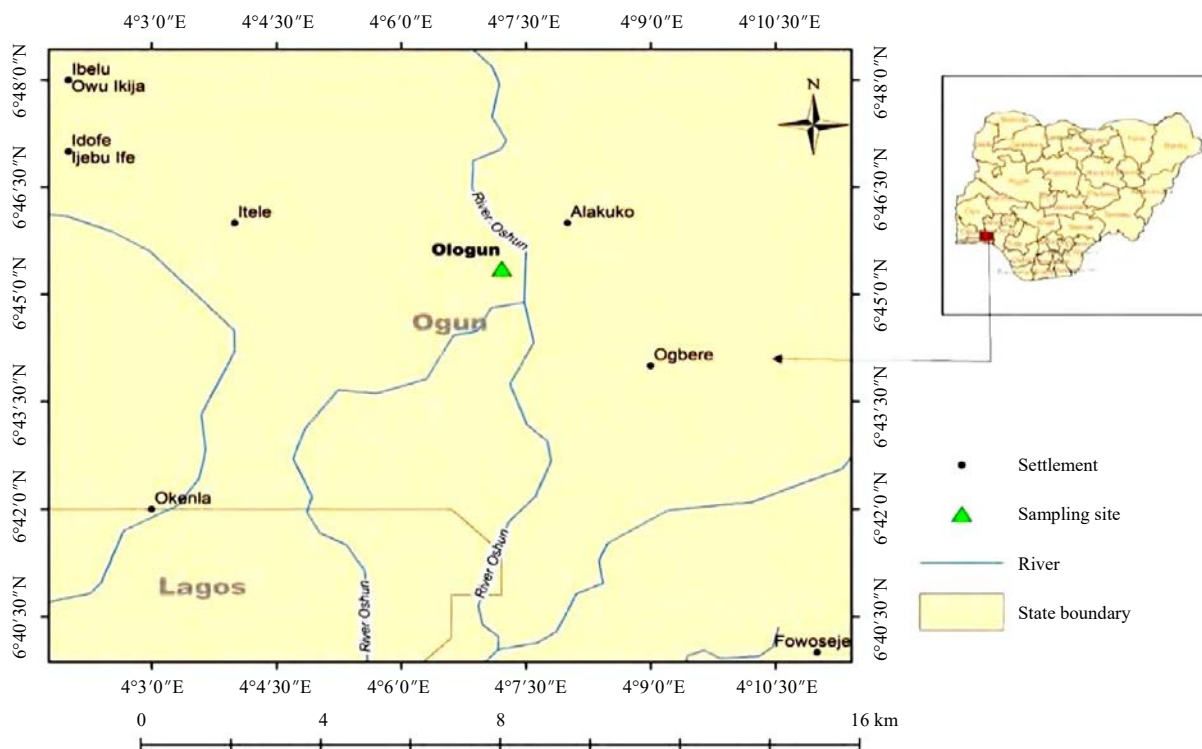 4°3′0″E 4°4′30″E 4°6′0″E 4°7′30″E 4°9′0″E 4°10′30″E
6°48′0″N
6°46′30″N
6°45′0″N
6°43′30″N
6°42′0″N
6°40′30″N
Ibelu
Owu Ikija
Idofe
Ijebu Ife
Itele
River Oshun
Alakuko
Ologun
Ogun
Ogbere
Okenla
Lagos
River Oshun
River Oshun
Fowoseje
N
6°48′0″N
6°46′30″N
6°45′0″N
6°43′30″N
6°42′0″N
6°40′30″N
4°3′0″E 4°4′30″E 4°6′0″E 4°7′30″E 4°9′0″E 4°10′30″E
0 4 8 16 km
Settlement
Sampling site
River
State boundary